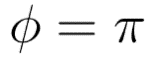 ϕ = π